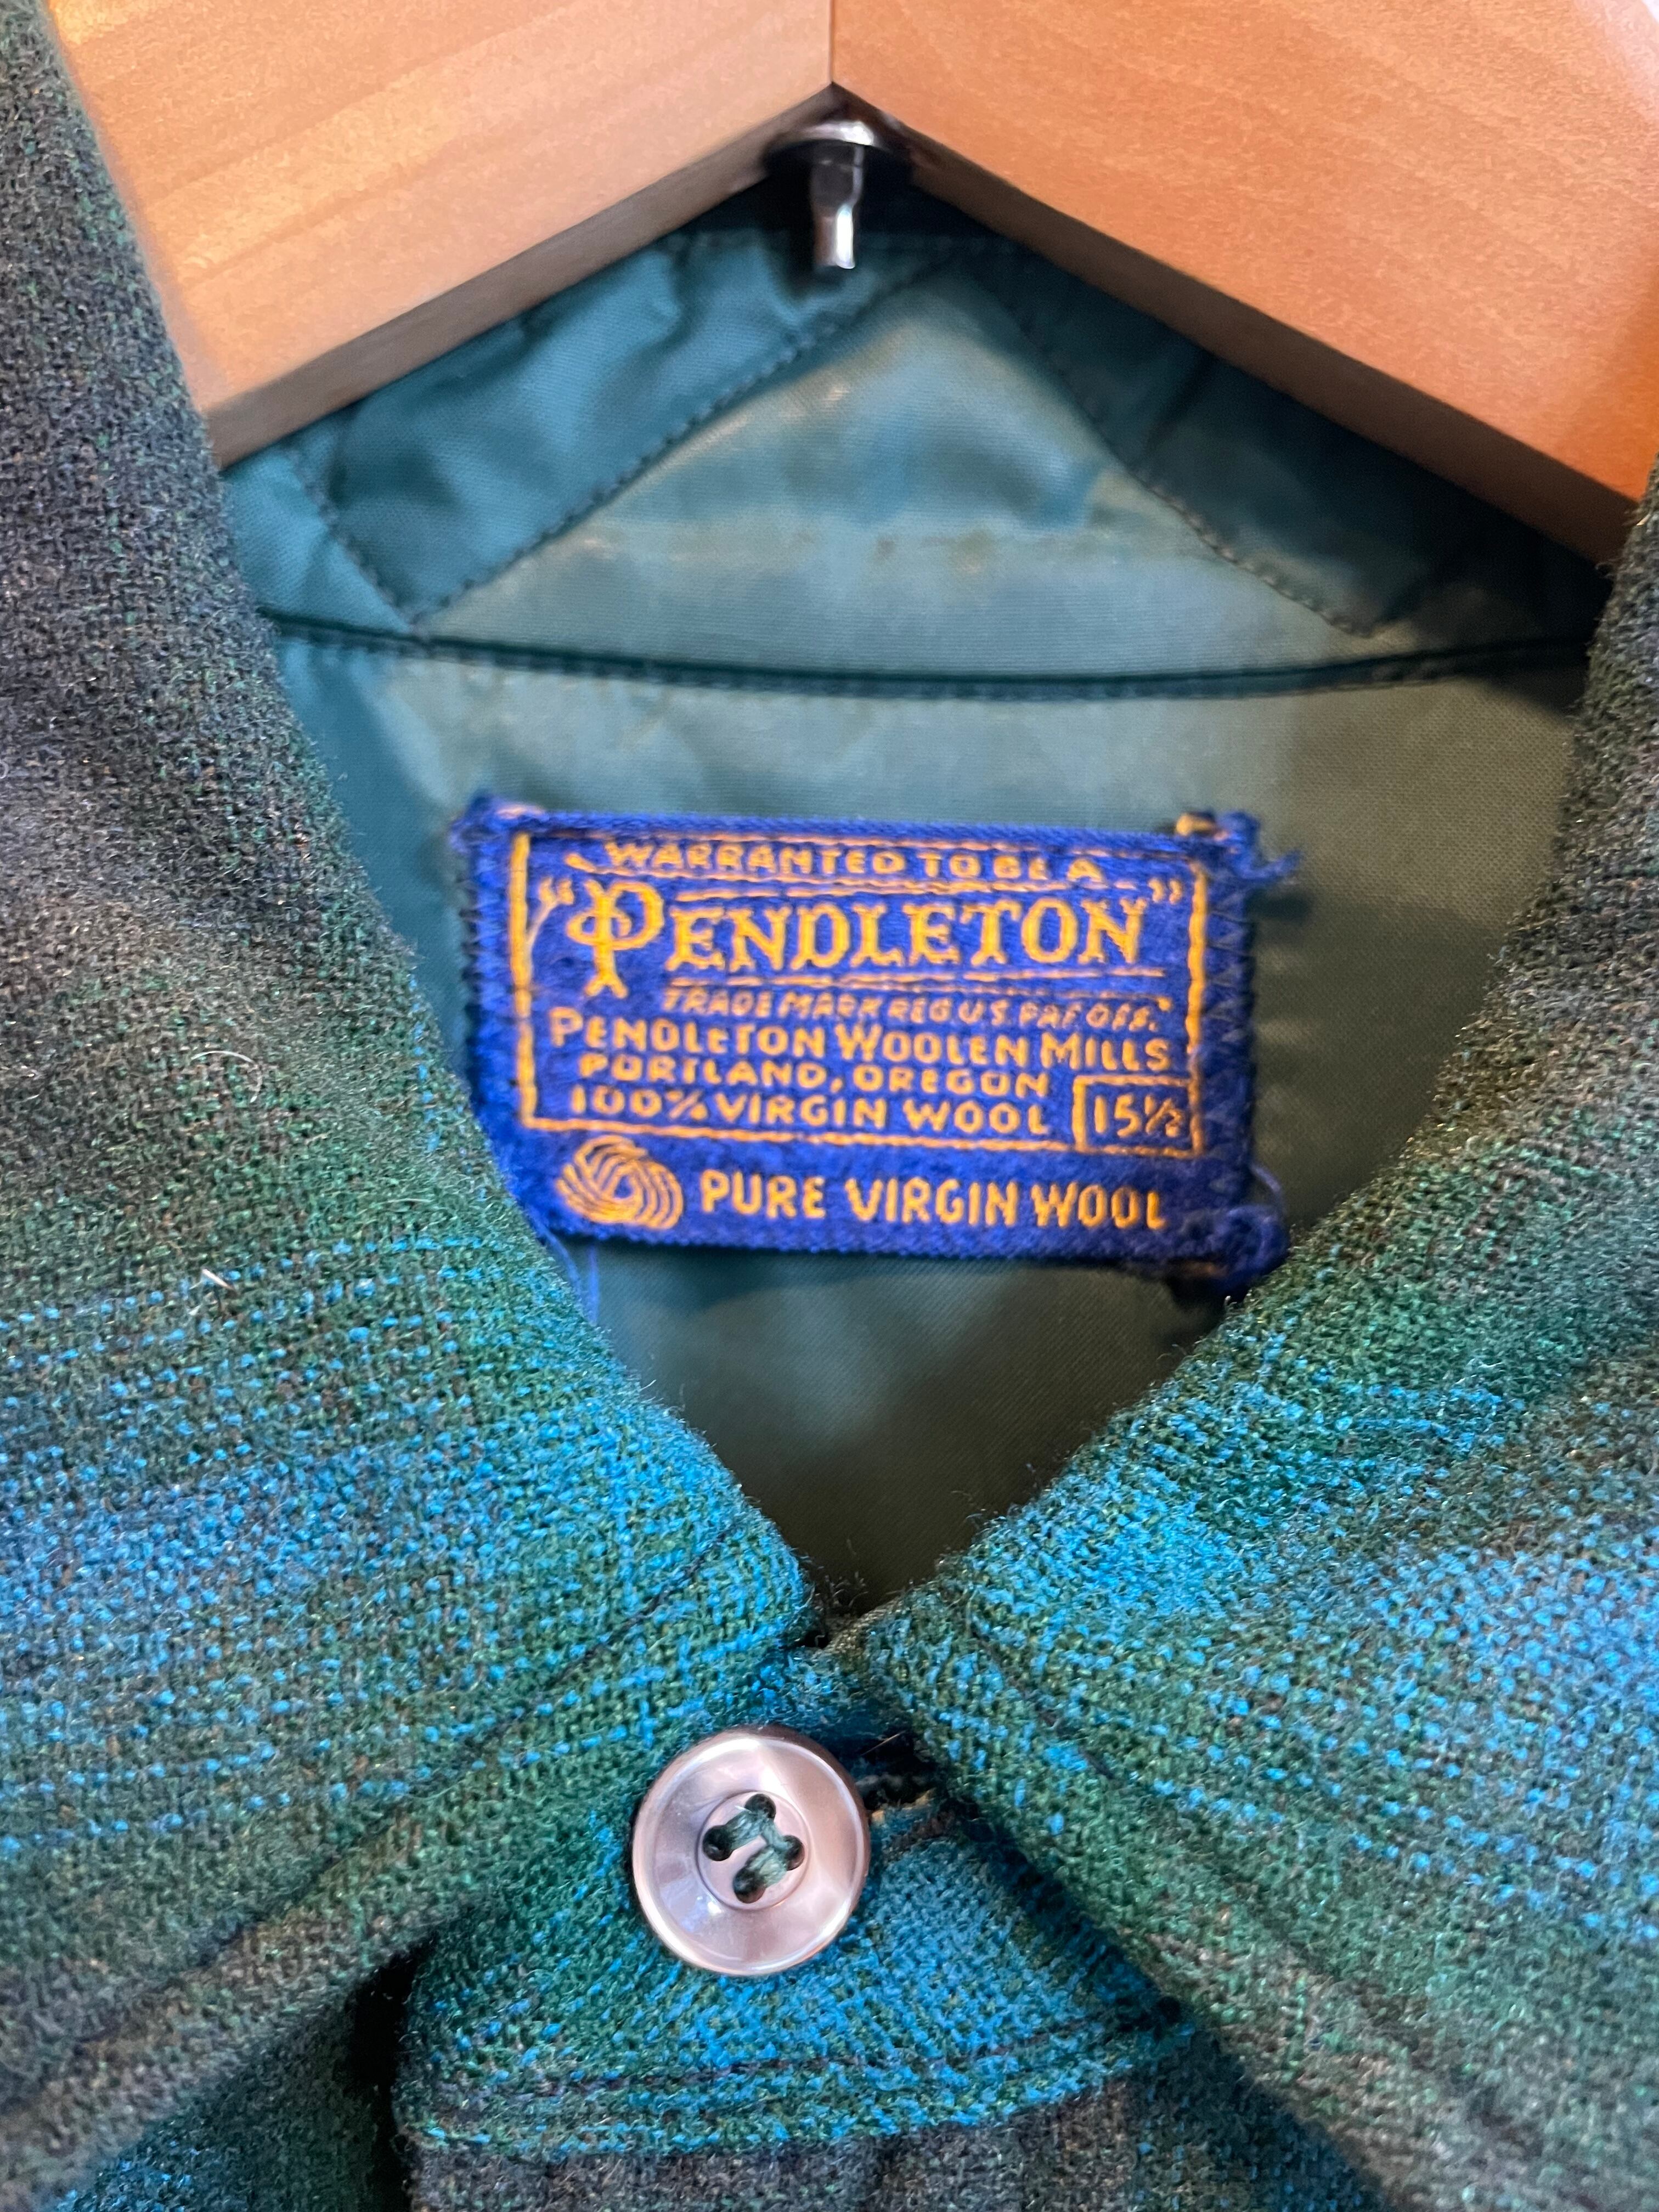 WARRANTED TO BE A
"PENDLETON"
TRADE MARK REG U.S. PAT. OFF.
PENDLETON WOOLEN MILLS
PORTLAND, OREGON
100% VIRGIN WOOL 15½
PURE VIRGIN WOOL